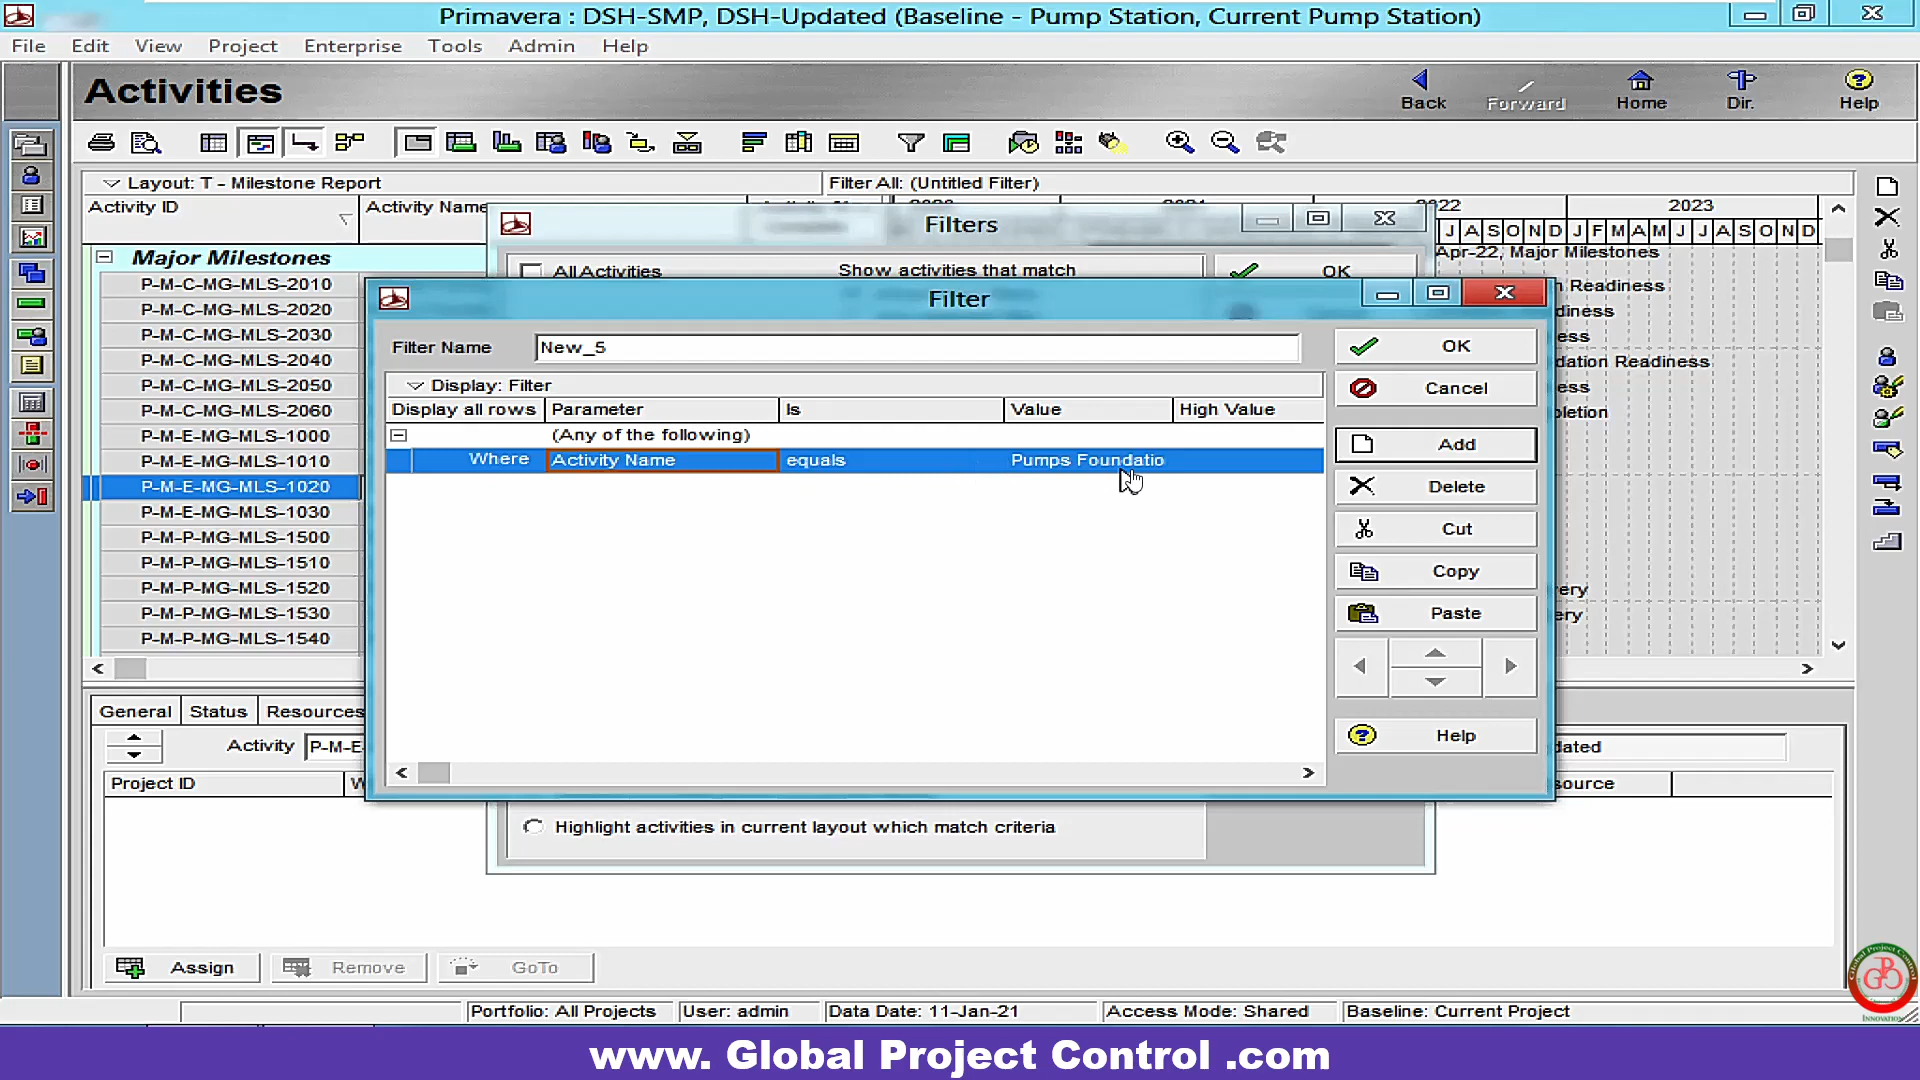 Primavera : DSH-SMP, DSH-Updated (Baseline - Pump Station, Current Pump Station)
File Edit View Project Enterprise Tools Admin Help
Activities
Back Forward Home Dir. Help
Layout: T - Milestone Report
Filter All: (Untitled Filter)
Activity ID
Activity Name
2023
J A S O N D J F M A M J J A S O N D
Major Milestones
Apr-22, Major Milestones
P-M-C-MG-MLS-2010
P-M-C-MG-MLS-2020
P-M-C-MG-MLS-2030
P-M-C-MG-MLS-2040
P-M-C-MG-MLS-2050
P-M-C-MG-MLS-2060
P-M-E-MG-MLS-1000
P-M-E-MG-MLS-1010
P-M-E-MG-MLS-1020
P-M-E-MG-MLS-1030
P-M-P-MG-MLS-1500
P-M-P-MG-MLS-1510
P-M-P-MG-MLS-1520
P-M-P-MG-MLS-1530
P-M-P-MG-MLS-1540
n Readiness
diness
ess
dation Readiness
ess
pletion
ery
ery
Filters
All Activities
Show activities that match
OK
Filter
Filter Name
New_5
Display: Filter
Display all rows Parameter Is Value High Value
(Any of the following)
Where Activity Name equals Pumps Foundatio
OK
Cancel
Add
Delete
Cut
Copy
Paste
Help
Highlight activities in current layout which match criteria
General Status Resources
Activity P-M-E
dated
Project ID W
source
Assign Remove GoTo
Portfolio: All Projects User: admin Data Date: 11-Jan-21 Access Mode: Shared Baseline: Current Project
Global Project Control
GPC
INNOVATION
www. Global Project Control .com